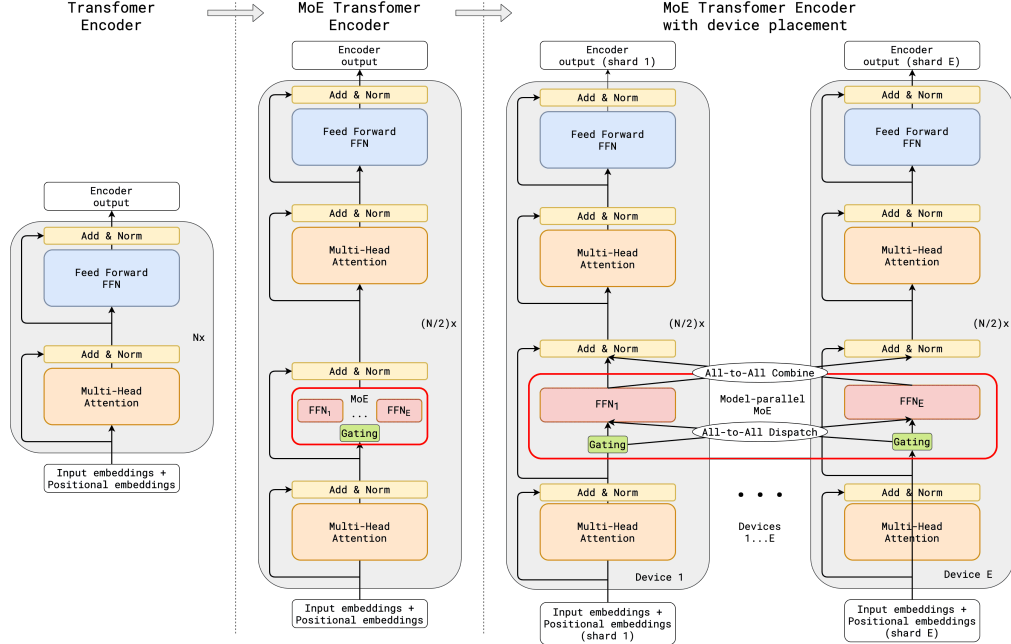 Transfomer
Encoder
Encoder
output
Add & Norm
Feed Forward
FFN
Nx
Add & Norm
Multi-Head
Attention
Input embeddings +
Positional embeddings
MoE Transfomer
Encoder
Encoder
output
Add & Norm
Feed Forward
FFN
Add & Norm
Multi-Head
Attention
(N/2)x
Add & Norm
MoE
FFN₁ ... FFN_E
Gating
Add & Norm
Multi-Head
Attention
Input embeddings +
Positional embeddings
MoE Transfomer Encoder
with device placement
Encoder
output (shard 1)
Add & Norm
Feed Forward
FFN
Add & Norm
Multi-Head
Attention
(N/2)x
Add & Norm
FFN₁
Gating
Add & Norm
Multi-Head
Attention
Device 1
Input embeddings +
Positional embeddings
(shard 1)
All-to-All Combine
Model-parallel
MoE
All-to-All Dispatch
Devices
1...E
Encoder
output (shard E)
Add & Norm
Feed Forward
FFN
Add & Norm
Multi-Head
Attention
(N/2)x
Add & Norm
FFN_E
Gating
Add & Norm
Multi-Head
Attention
Device E
Input embeddings +
Positional embeddings
(shard E)